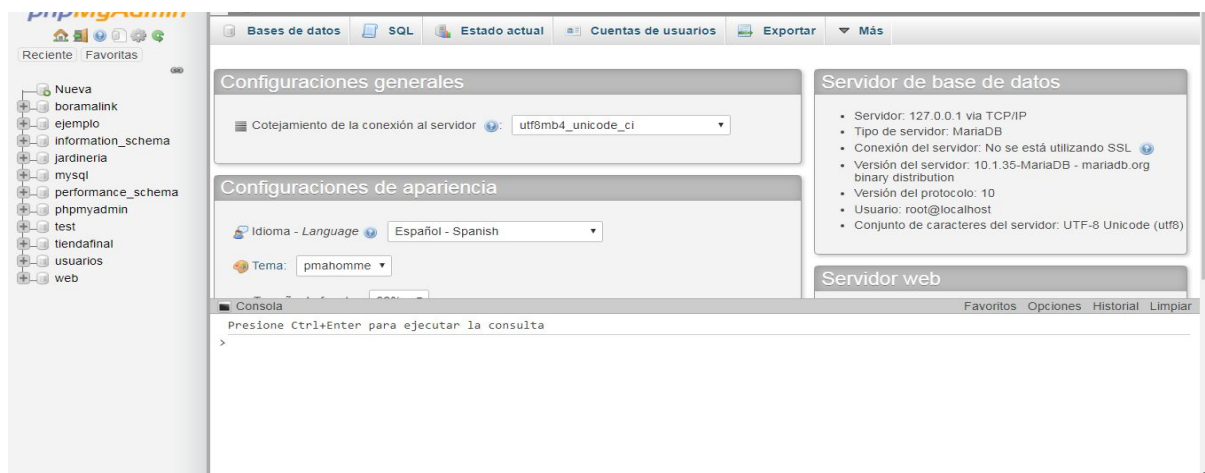 phpMyAdmin
Reciente Favoritas
Nueva
boramalink
ejemplo
information_schema
jardineria
mysql
performance_schema
phpmyadmin
test
tiendafinal
usuarios
web
Bases de datos SQL Estado actual Cuentas de usuarios Exportar Más
Configuraciones generales
Cotejamiento de la conexión al servidor : utf8mb4_unicode_ci
Configuraciones de apariencia
Idioma - Language Español - Spanish
Tema: pmahomme
Servidor de base de datos
Servidor: 127.0.0.1 via TCP/IP
Tipo de servidor: MariaDB
Conexión del servidor: No se está utilizando SSL
Versión del servidor: 10.1.35-MariaDB - mariadb.org
binary distribution
Versión del protocolo: 10
Usuario: root@localhost
Conjunto de caracteres del servidor: UTF-8 Unicode (utf8)
Servidor web
Consola Favoritos Opciones Historial Limpiar
Presione Ctrl+Enter para ejecutar la consulta
>